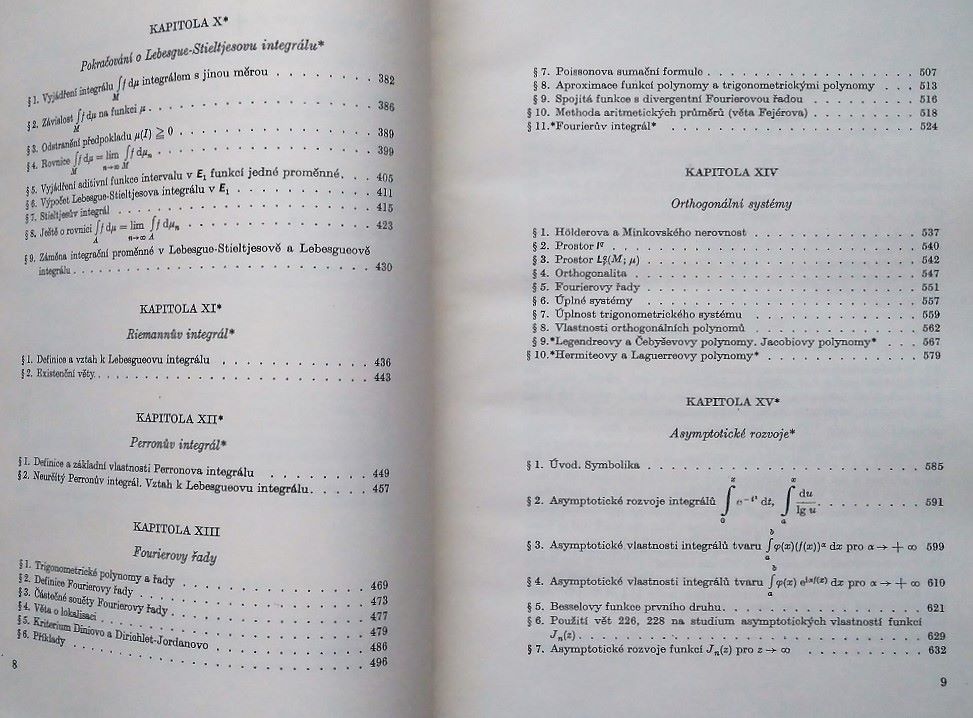 KAPITOLA X*
Pokračování o Lebesgue-Stieltjesovu integrálu*
§ 1. Vyjádření integrálu ∫_M f dμ integrálem s jinou měrou . . . . . . . . 382
§ 2. Závislost ∫_M f dμ na funkci μ . . . . . . . . 386
§ 3. Odstranění předpokladu μ(I) ≧ 0 . . . . . . . . 389
§ 4. Rovnice ∫_M f dμ = lim_{n→∞} ∫_M f dμₙ . . . . . . . . 399
§ 5. Vyjádření aditivní funkce intervalu v E₁ funkcí jedné proměnné. . . 405
§ 6. Výpočet Lebesgue-Stieltjesova integrálu v E₁ . . . . . . . . 411
§ 7. Stieltjesův integrál . . . . . . . . 415
§ 8. Ještě o rovnici ∫_A f dμ = lim_{n→∞} ∫_A f dμₙ . . . . . . . . 423
§ 9. Záměna integrační proměnné v Lebesgue-Stieltjesově a Lebesgueově
integrálu . . . . . . . . 430
KAPITOLA XI*
Riemannův integrál*
§ 1. Definice a vztah k Lebesgueovu integrálu . . . . . . . . 436
§ 2. Existenční věty. . . . . . . . . 443
KAPITOLA XII*
Perronův integrál*
§ 1. Definice a základní vlastnosti Perronova integrálu . . . . . . . . 449
§ 2. Neurčitý Perronův integrál. Vztah k Lebesgueovu integrálu. . . . . 457
KAPITOLA XIII
Fourierovy řady
§ 1. Trigonometrické polynomy a řady . . . . . . . . 469
§ 2. Definice Fourierovy řady . . . . . . . . 473
§ 3. Částečné součty Fourierovy řady . . . . . . . . 477
§ 4. Věta o lokalisaci . . . . . . . . 479
§ 5. Kriterium Diniovo a Dirichlet-Jordanovo . . . . . . . . 486
§ 6. Příklady . . . . . . . . 496
8
§ 7. Poissonova sumační formule . . . . . . . . 507
§ 8. Aproximace funkcí polynomy a trigonometrickými polynomy . . . 513
§ 9. Spojitá funkce s divergentní Fourierovou řadou . . . . . . . . 516
§ 10. Methoda aritmetických průměrů (věta Fejérova) . . . . . . . . 518
§ 11.*Fourierův integrál* . . . . . . . . 524
KAPITOLA XIV
Orthogonální systémy
§ 1. Hölderova a Minkovského nerovnost . . . . . . . . 537
§ 2. Prostor l^q . . . . . . . . 540
§ 3. Prostor L^q_r(M; μ) . . . . . . . . 542
§ 4. Orthogonalita . . . . . . . . 547
§ 5. Fourierovy řady . . . . . . . . 551
§ 6. Úplné systémy . . . . . . . . 557
§ 7. Úplnost trigonometrického systému . . . . . . . . 559
§ 8. Vlastnosti orthogonálních polynomů . . . . . . . . 562
§ 9.*Legendreovy a Čebyševovy polynomy. Jacobiovy polynomy* . . . 567
§ 10.*Hermiteovy a Laguerreovy polynomy* . . . . . . . . 579
KAPITOLA XV*
Asymptotické rozvoje*
§ 1. Úvod. Symbolika . . . . . . . . 585
§ 2. Asymptotické rozvoje integrálů ∫_0^x e^{−t²} dt, ∫_a^x du/lg u . . . . . . . . 591
§ 3. Asymptotické vlastnosti integrálů tvaru ∫_a^b φ(x)(f(x))^α dx pro α → + ∞ 599
§ 4. Asymptotické vlastnosti integrálů tvaru ∫_a^b φ(x) e^{iαf(x)} dx pro α → + ∞ 610
§ 5. Besselovy funkce prvního druhu. . . . . . . . . 621
§ 6. Použití vět 226, 228 na studium asymptotických vlastností funkcí
Jₙ(z) . . . . . . . . 629
§ 7. Asymptotické rozvoje funkcí Jₙ(z) pro z → ∞ . . . . . . . . 632
9